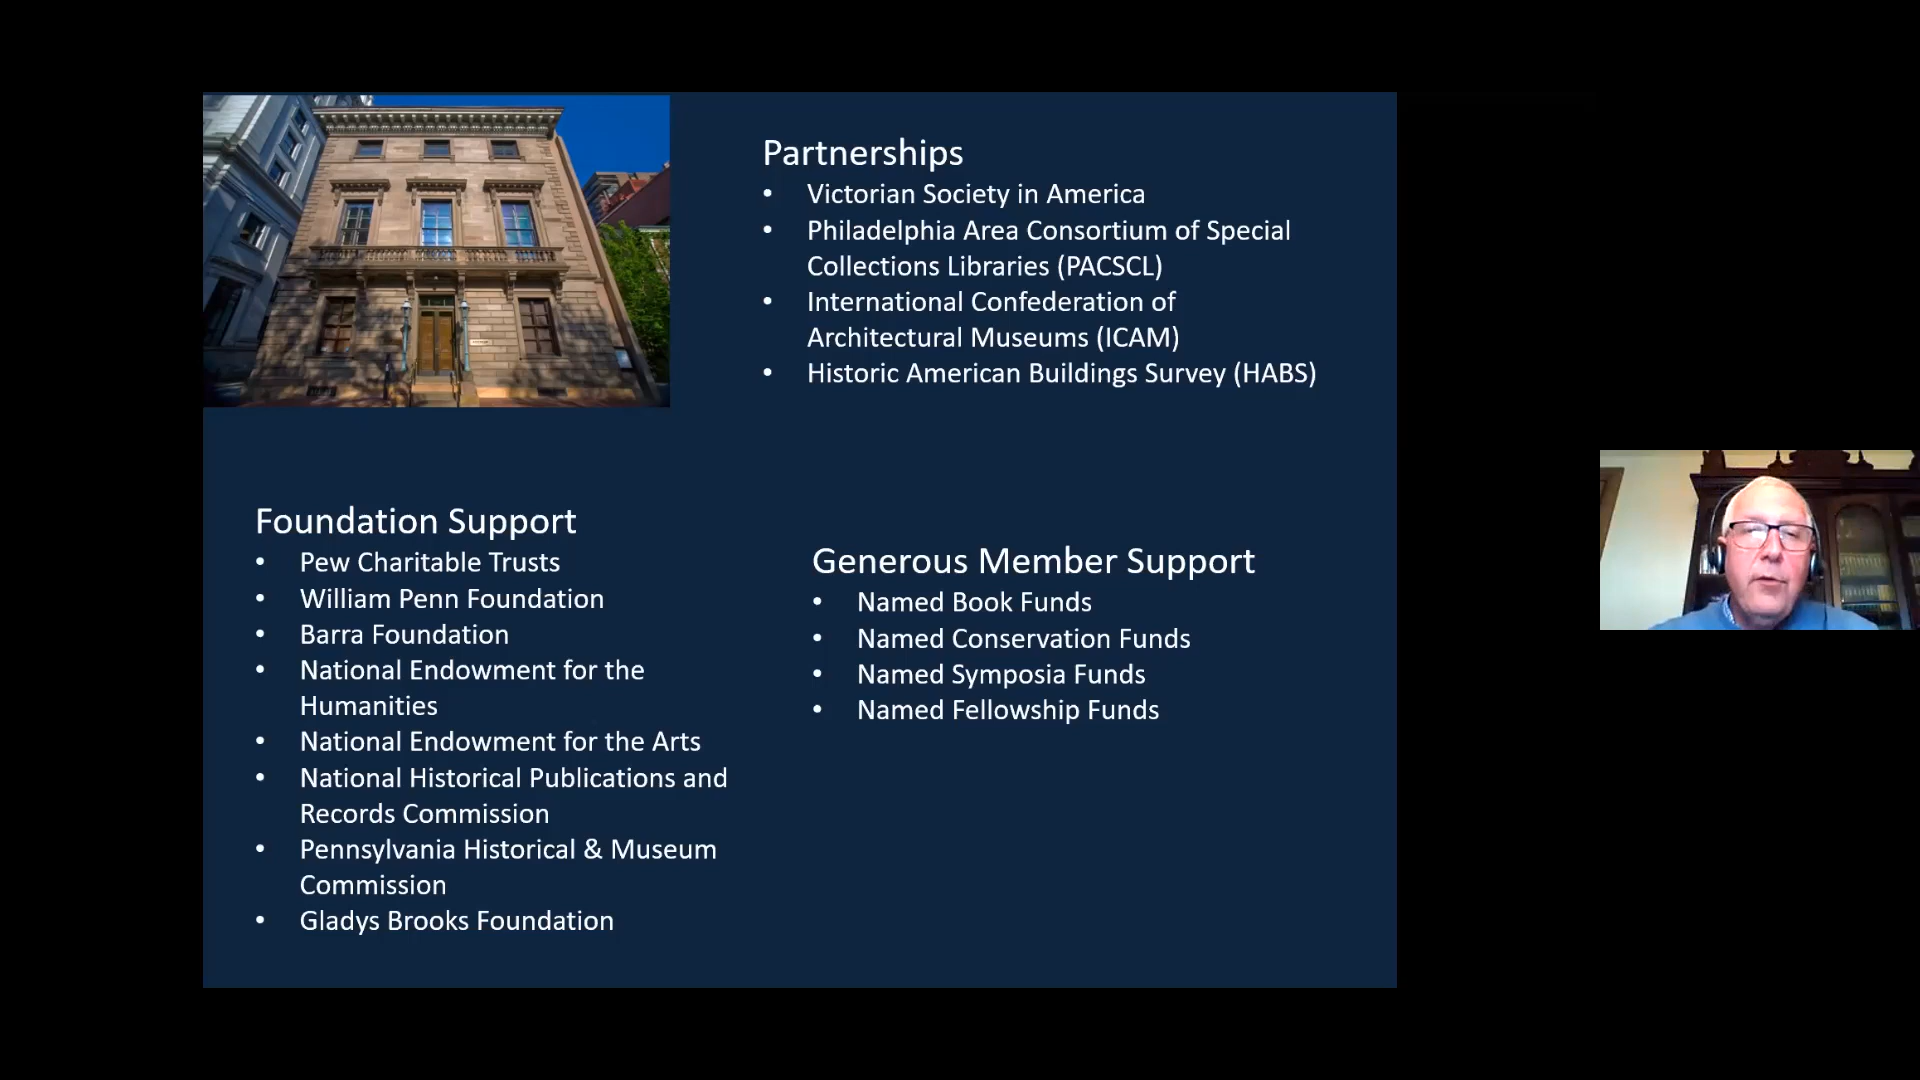 Partnerships
• Victorian Society in America
• Philadelphia Area Consortium of Special
Collections Libraries (PACSCL)
• International Confederation of
Architectural Museums (ICAM)
• Historic American Buildings Survey (HABS)
Foundation Support
• Pew Charitable Trusts
• William Penn Foundation
• Barra Foundation
• National Endowment for the
Humanities
• National Endowment for the Arts
• National Historical Publications and
Records Commission
• Pennsylvania Historical & Museum
Commission
• Gladys Brooks Foundation
Generous Member Support
• Named Book Funds
• Named Conservation Funds
• Named Symposia Funds
• Named Fellowship Funds